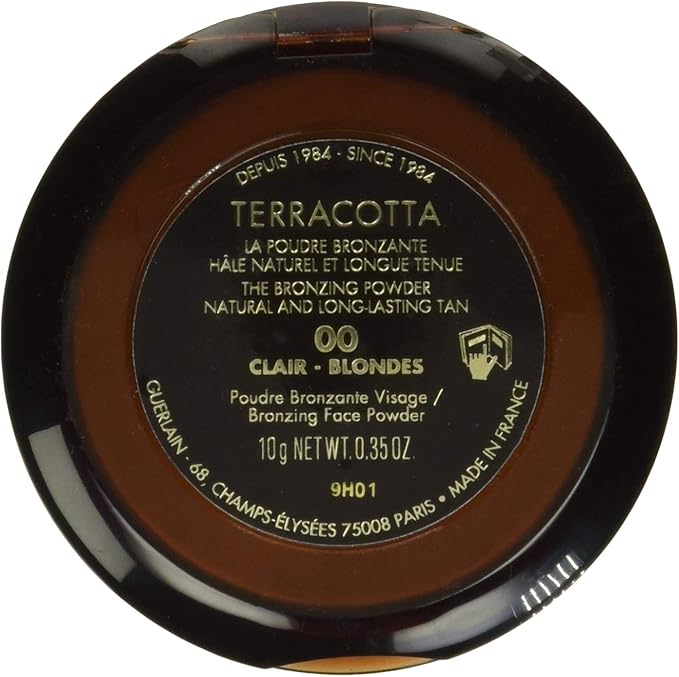 DEPUIS 1984 - SINCE 1984
TERRACOTTA
LA POUDRE BRONZANTE
HÂLE NATUREL ET LONGUE TENUE
THE BRONZING POWDER
NATURAL AND LONG-LASTING TAN
00
CLAIR - BLONDES
Poudre Bronzante Visage /
Bronzing Face Powder
10g NET WT. 0.35 OZ.
9H01
GUERLAIN - 68, CHAMPS-ÉLYSÉES 75008 PARIS • MADE IN FRANCE